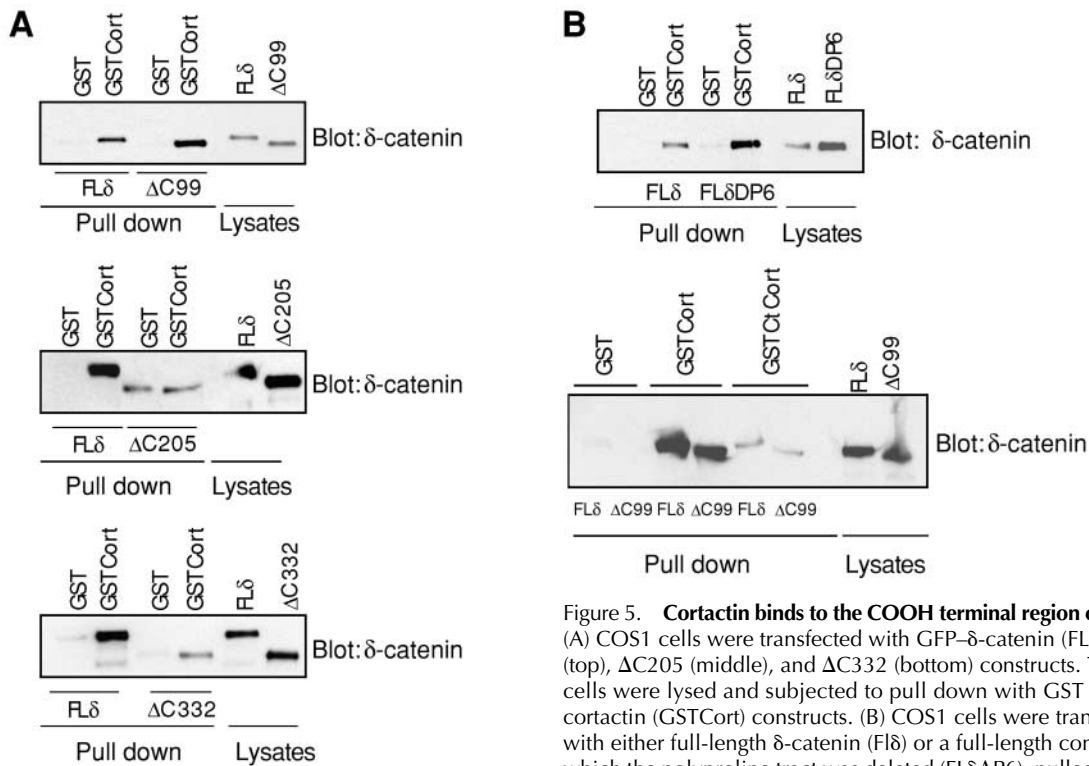 A
GST
GSTCort
GST
GSTCort
FLδ
ΔC99
Blot:δ-catenin
FLδ ΔC99
Pull down Lysates
GST
GSTCort
GST
GSTCort
FLδ
ΔC205
Blot:δ-catenin
FLδ ΔC205
Pull down Lysates
GST
GSTCort
GST
GSTCort
FLδ
ΔC332
Blot:δ-catenin
FLδ ΔC332
Pull down Lysates
B
GST
GSTCort
GST
GSTCort
FLδ
FLδDP6
Blot: δ-catenin
FLδ FLδDP6
Pull down Lysates
GST
GSTCort
GSTCtCort
FLδ
ΔC99
Blot:δ-catenin
FLδ ΔC99 FLδ ΔC99 FLδ ΔC99
Pull down Lysates
Figure 5. Cortactin binds to the COOH terminal region
(A) COS1 cells were transfected with GFP–δ-catenin (FL
(top), ΔC205 (middle), and ΔC332 (bottom) constructs.
cells were lysed and subjected to pull down with GST
cortactin (GSTCort) constructs. (B) COS1 cells were tran
with either full-length δ-catenin (Flδ) or a full-length con